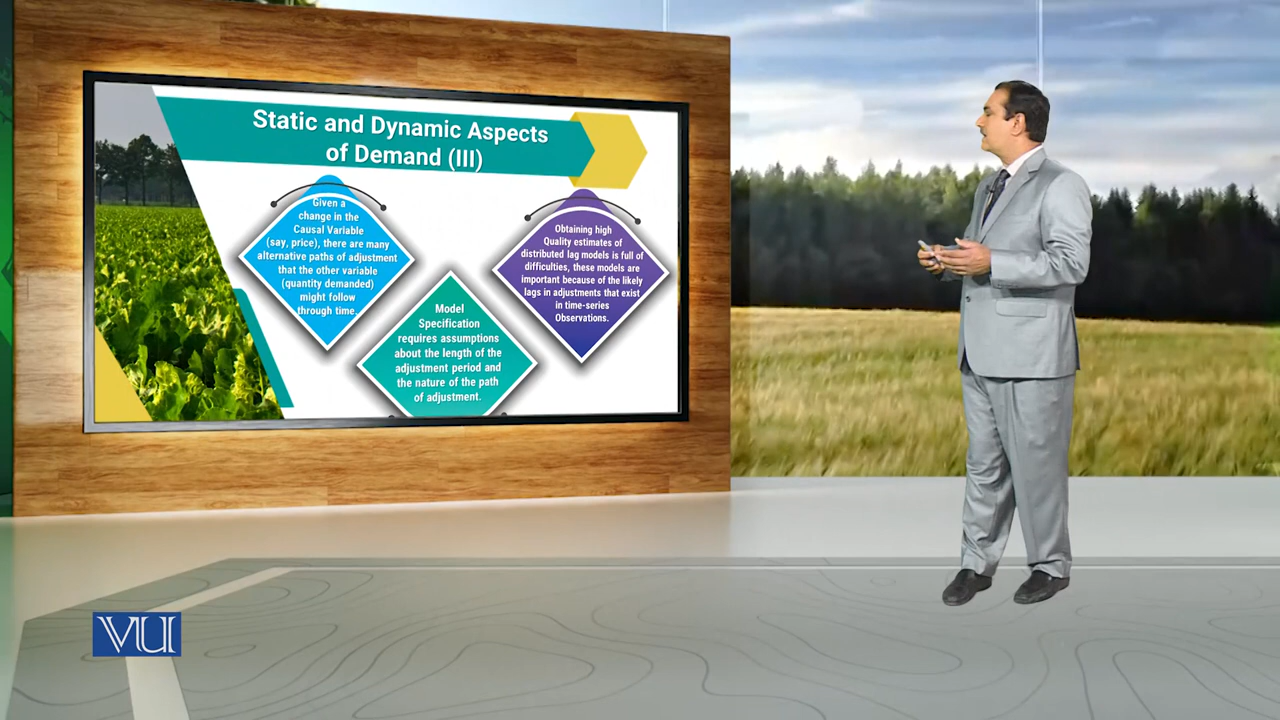 Static and Dynamic Aspects
of Demand (III)
Given a
change in the
Causal Variable
(say, price), there are many
alternative paths of adjustment
that the other variable
(quantity demanded)
might follow
through time.
Model
Specification
requires assumptions
about the length of the
adjustment period and
the nature of the path
of adjustment.
Obtaining high
Quality estimates of
distributed lag models is full of
difficulties, these models are
important because of the likely
lags in adjustments that exist
in time-series
Observations.
VU